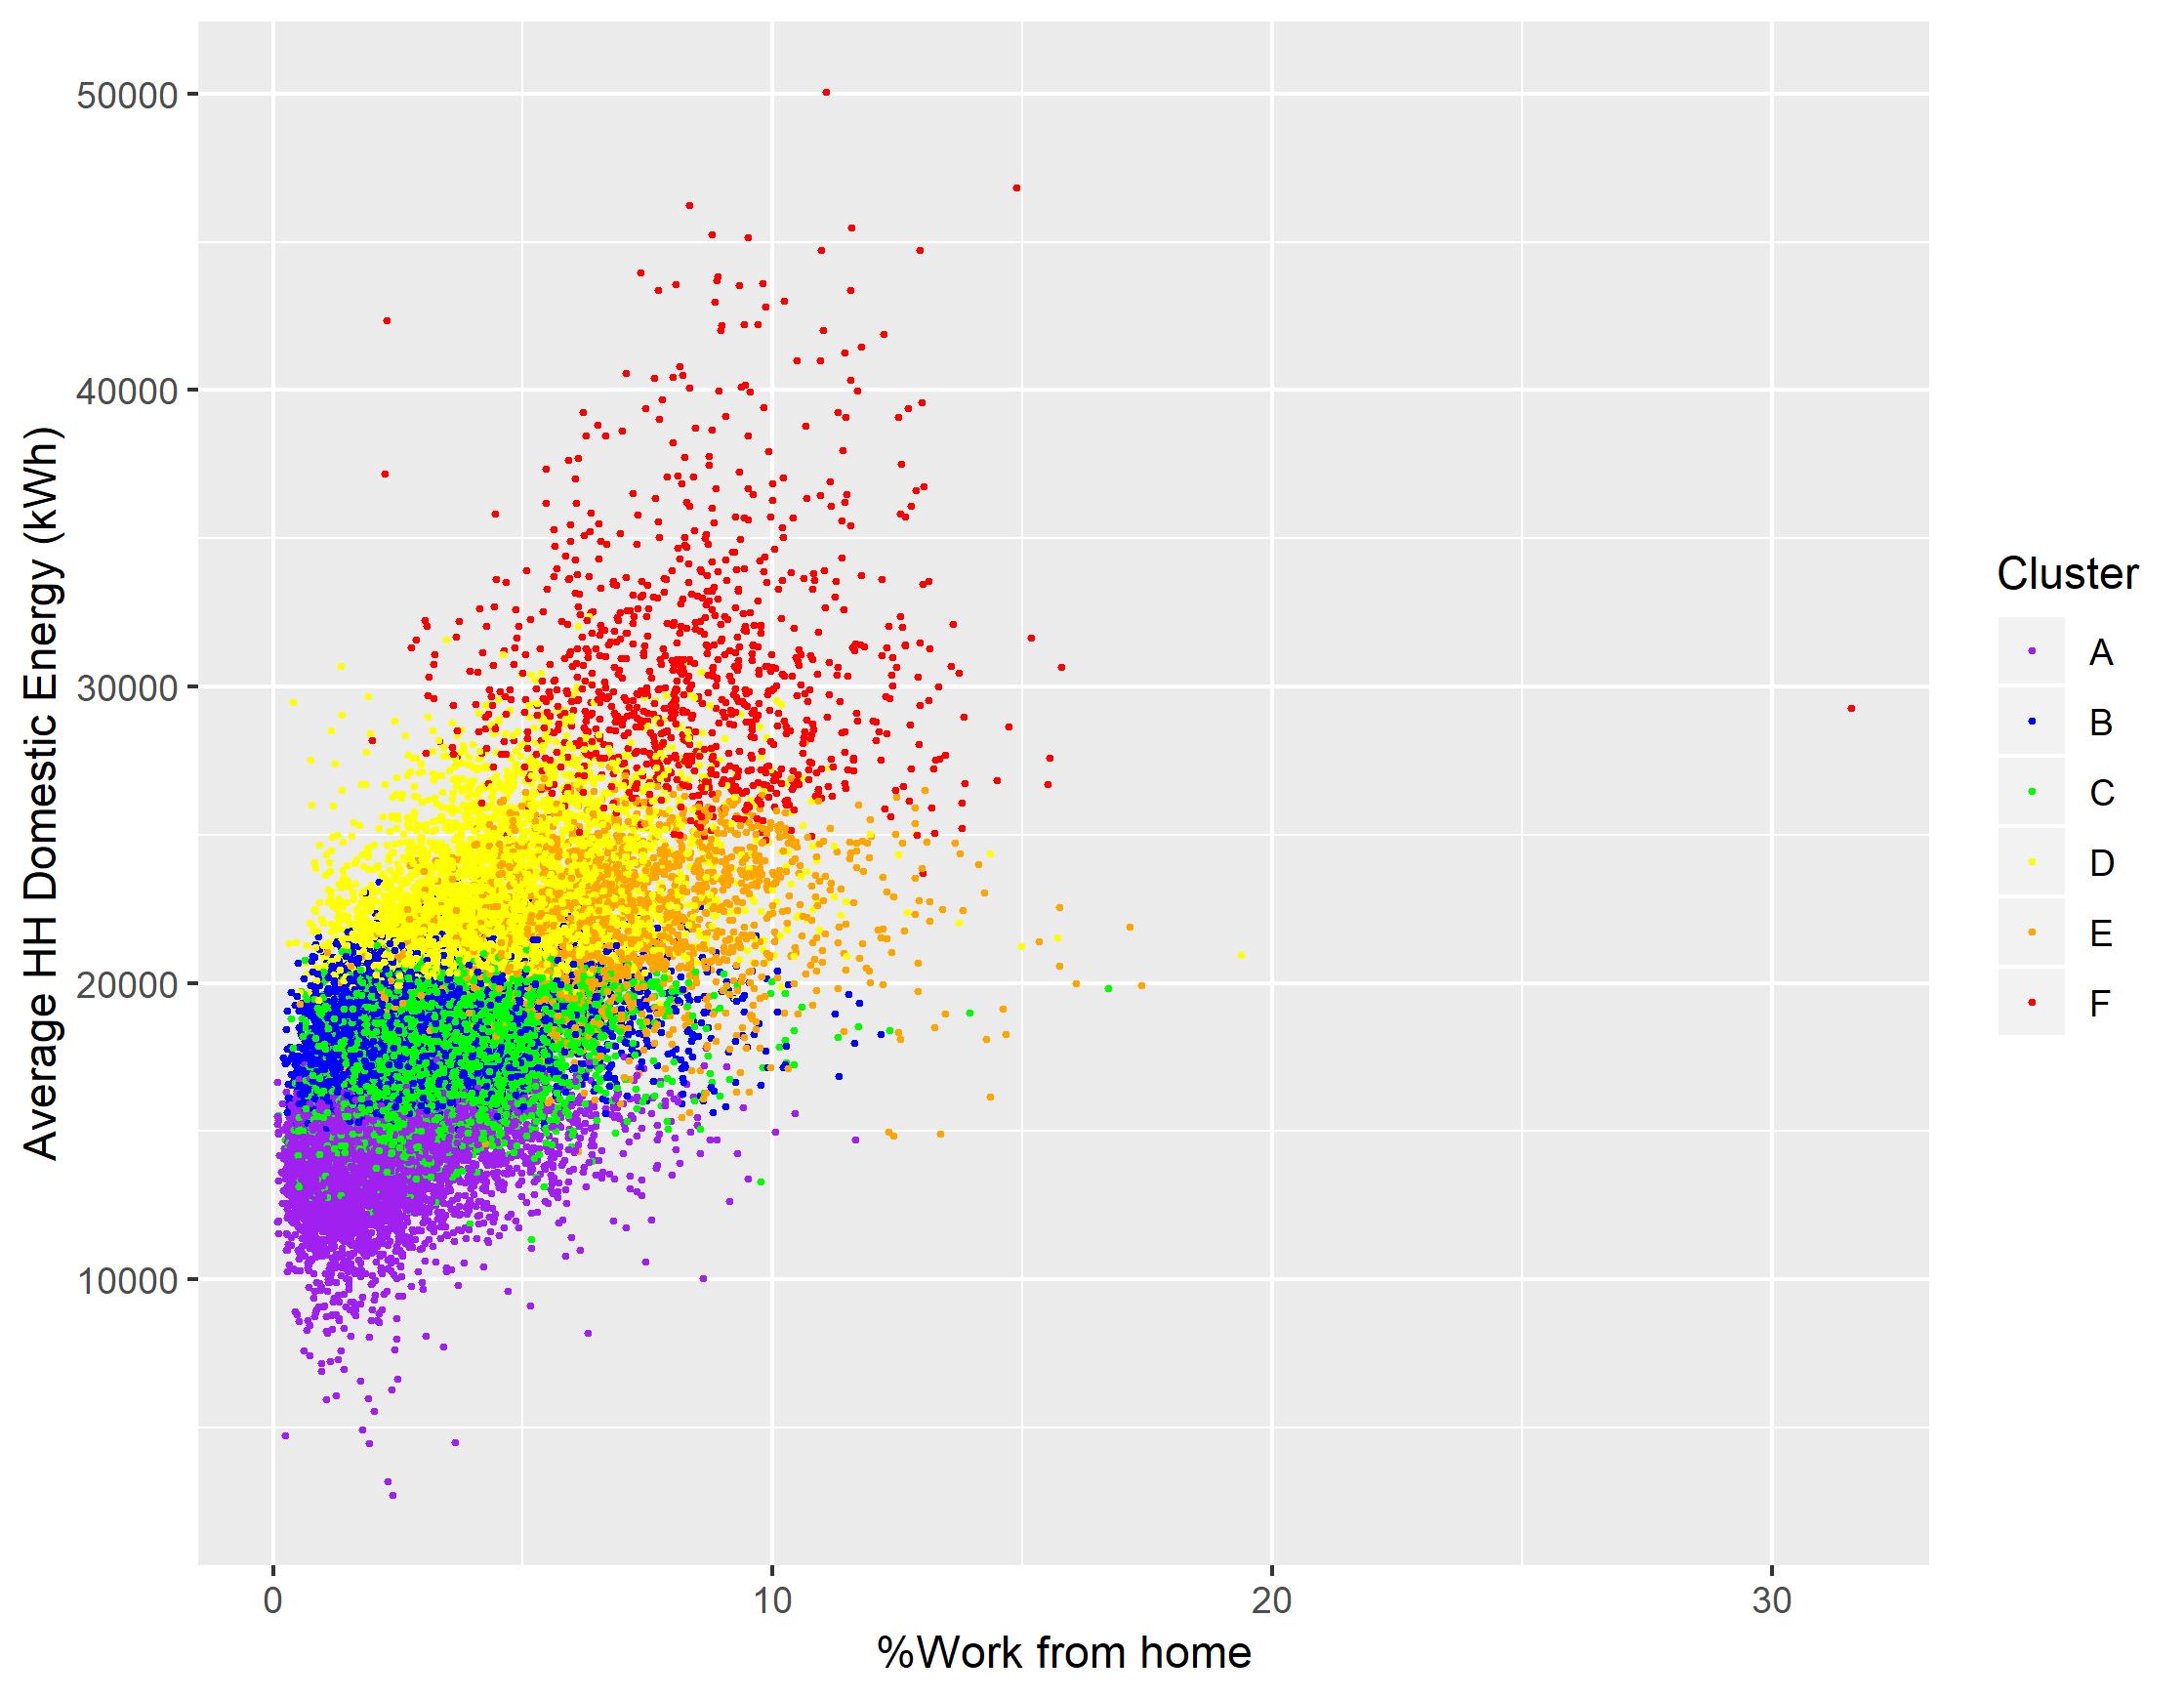 50000
40000
30000
20000
10000
Average HH Domestic Energy (kWh)
0 10 20 30
%Work from home
Cluster
A
B
C
D
E
F